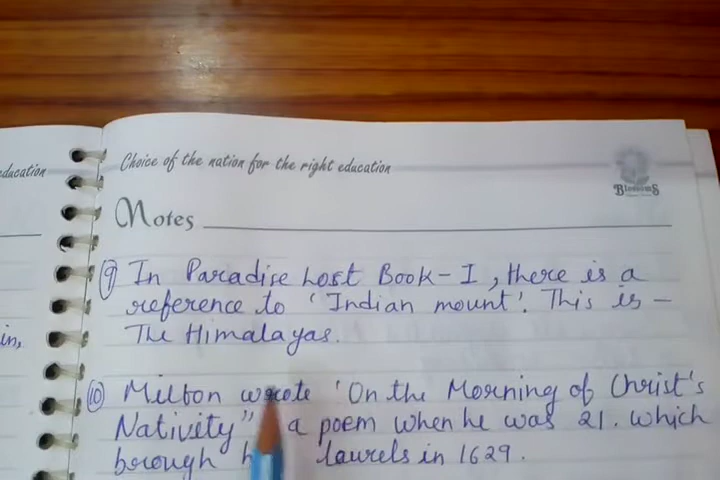 ducation
Choice of the nation for the right education
BlossomS
Notes
in,
⑨ In Paradise Lost Book - I, there is a
reference to 'Indian mount'. This is -
The Himalayas.
⑩ Milton wrote 'On the Morning of Christ's
Nativity" a poem when he was 21. which
brough laurels in 1629.